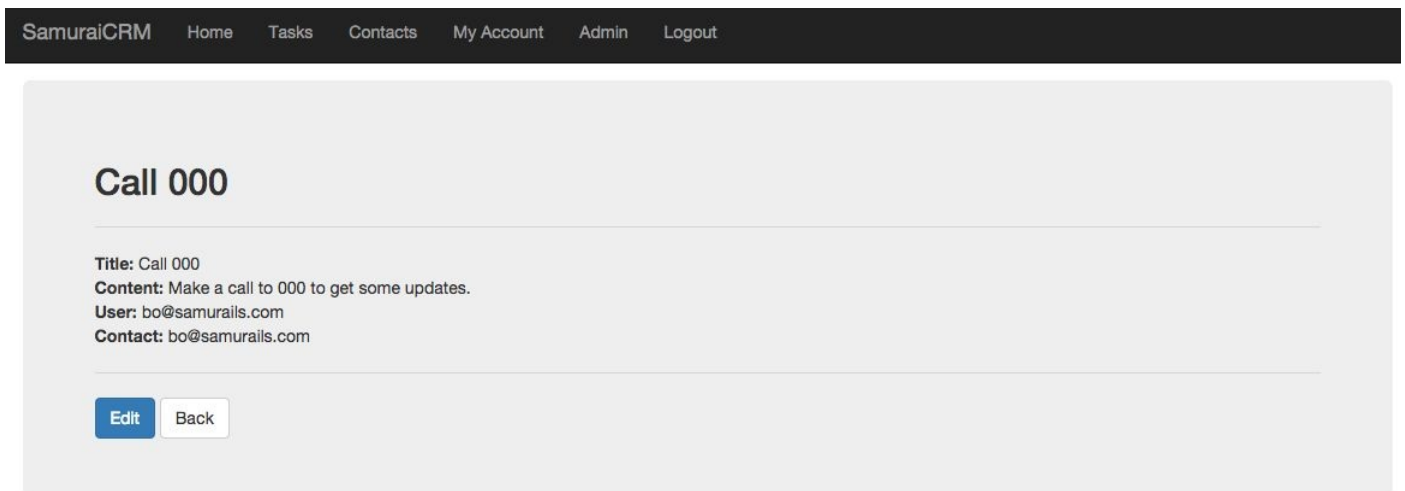 SamuraiCRM Home Tasks Contacts My Account Admin Logout
Call 000
Title: Call 000
Content: Make a call to 000 to get some updates.
User: bo@samurails.com
Contact: bo@samurails.com
Edit Back